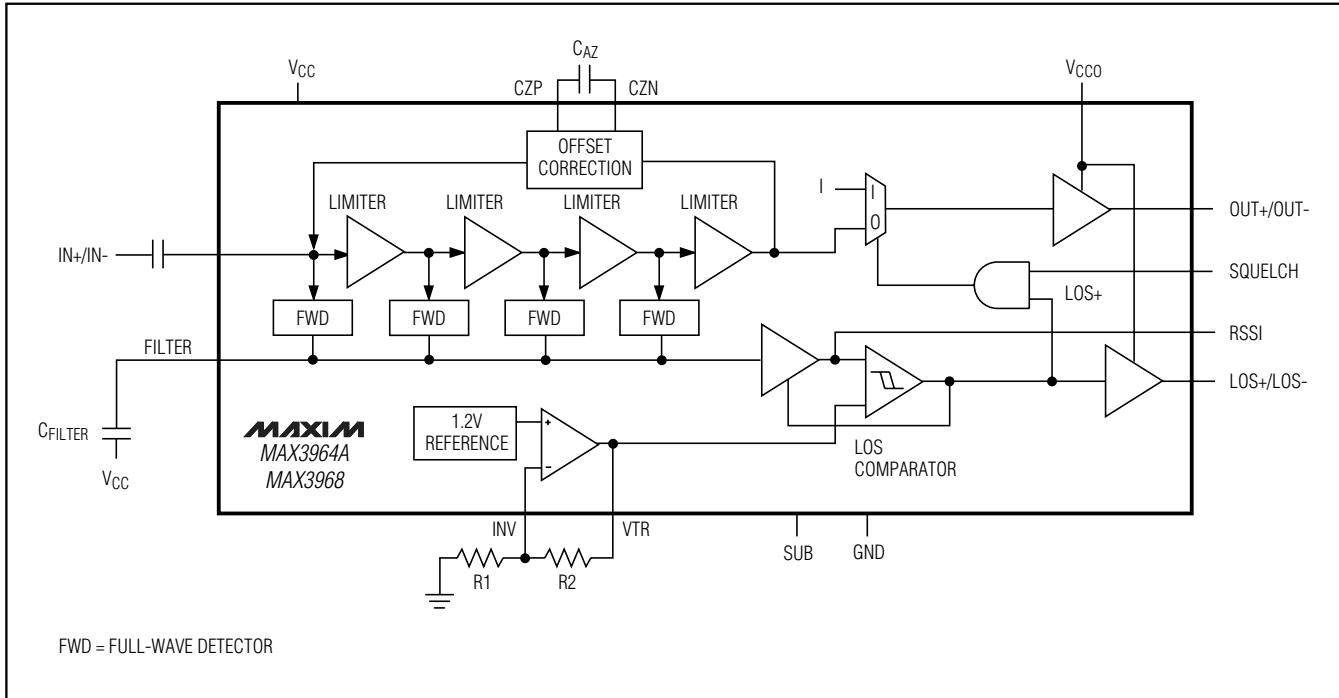 CAZ
VCC
CZP
CZN
VCCO
OFFSET
CORRECTION
LIMITER
LIMITER
LIMITER
LIMITER
I
I
O
OUT+/OUT-
IN+/IN-
SQUELCH
LOS+
FWD
FWD
FWD
FWD
RSSI
FILTER
LOS+/LOS-
CFILTER
VCC
MAXIM
MAX3964A
MAX3968
1.2V
REFERENCE
+
-
LOS
COMPARATOR
INV
VTR
SUB
GND
R1
R2
FWD = FULL-WAVE DETECTOR